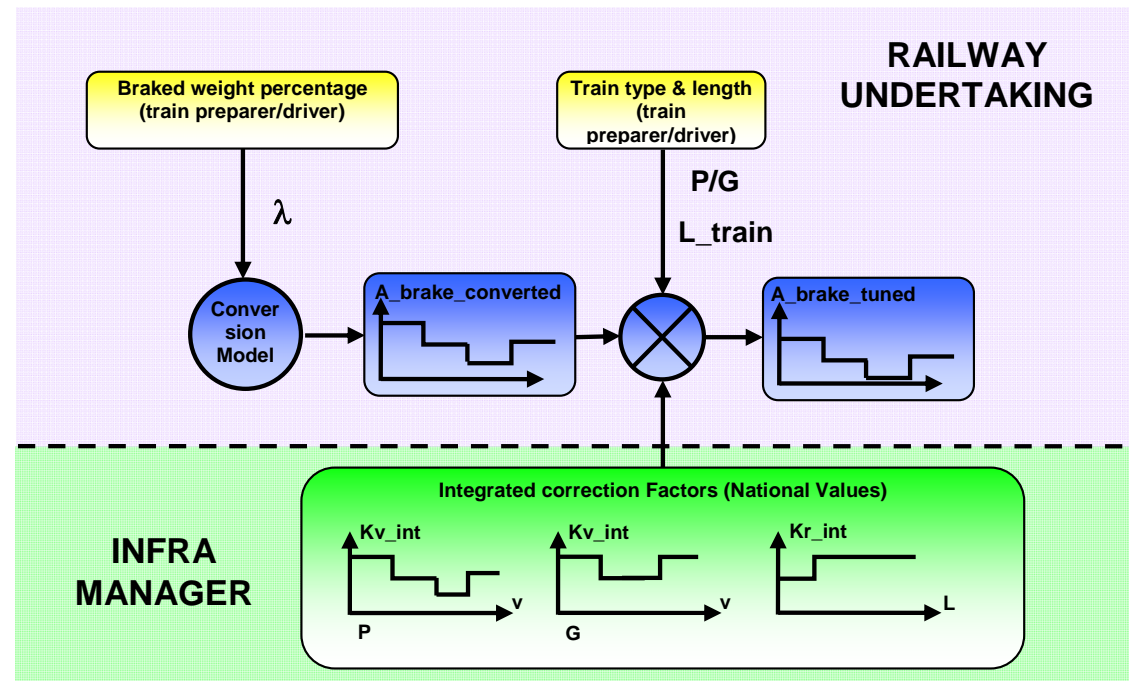 RAILWAY
UNDERTAKING
Braked weight percentage
(train preparer/driver)
Train type & length
(train
preparer/driver)
P/G
L_train
λ
Conver
sion
Model
A_brake_converted
A_brake_tuned
INFRA
MANAGER
Integrated correction Factors (National Values)
Kv_int
v
P
Kv_int
v
G
Kr_int
L